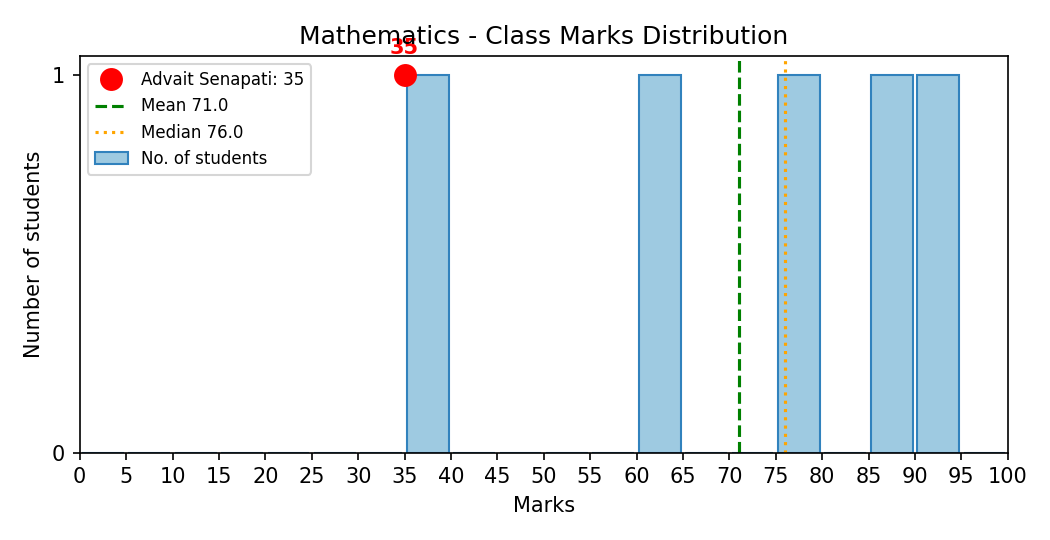 Mathematics - Class Marks Distribution
35
Advait Senapati: 35
Mean 71.0
Median 76.0
No. of students
Number of students
1
0
0 5 10 15 20 25 30 35 40 45 50 55 60 65 70 75 80 85 90 95 100
Marks